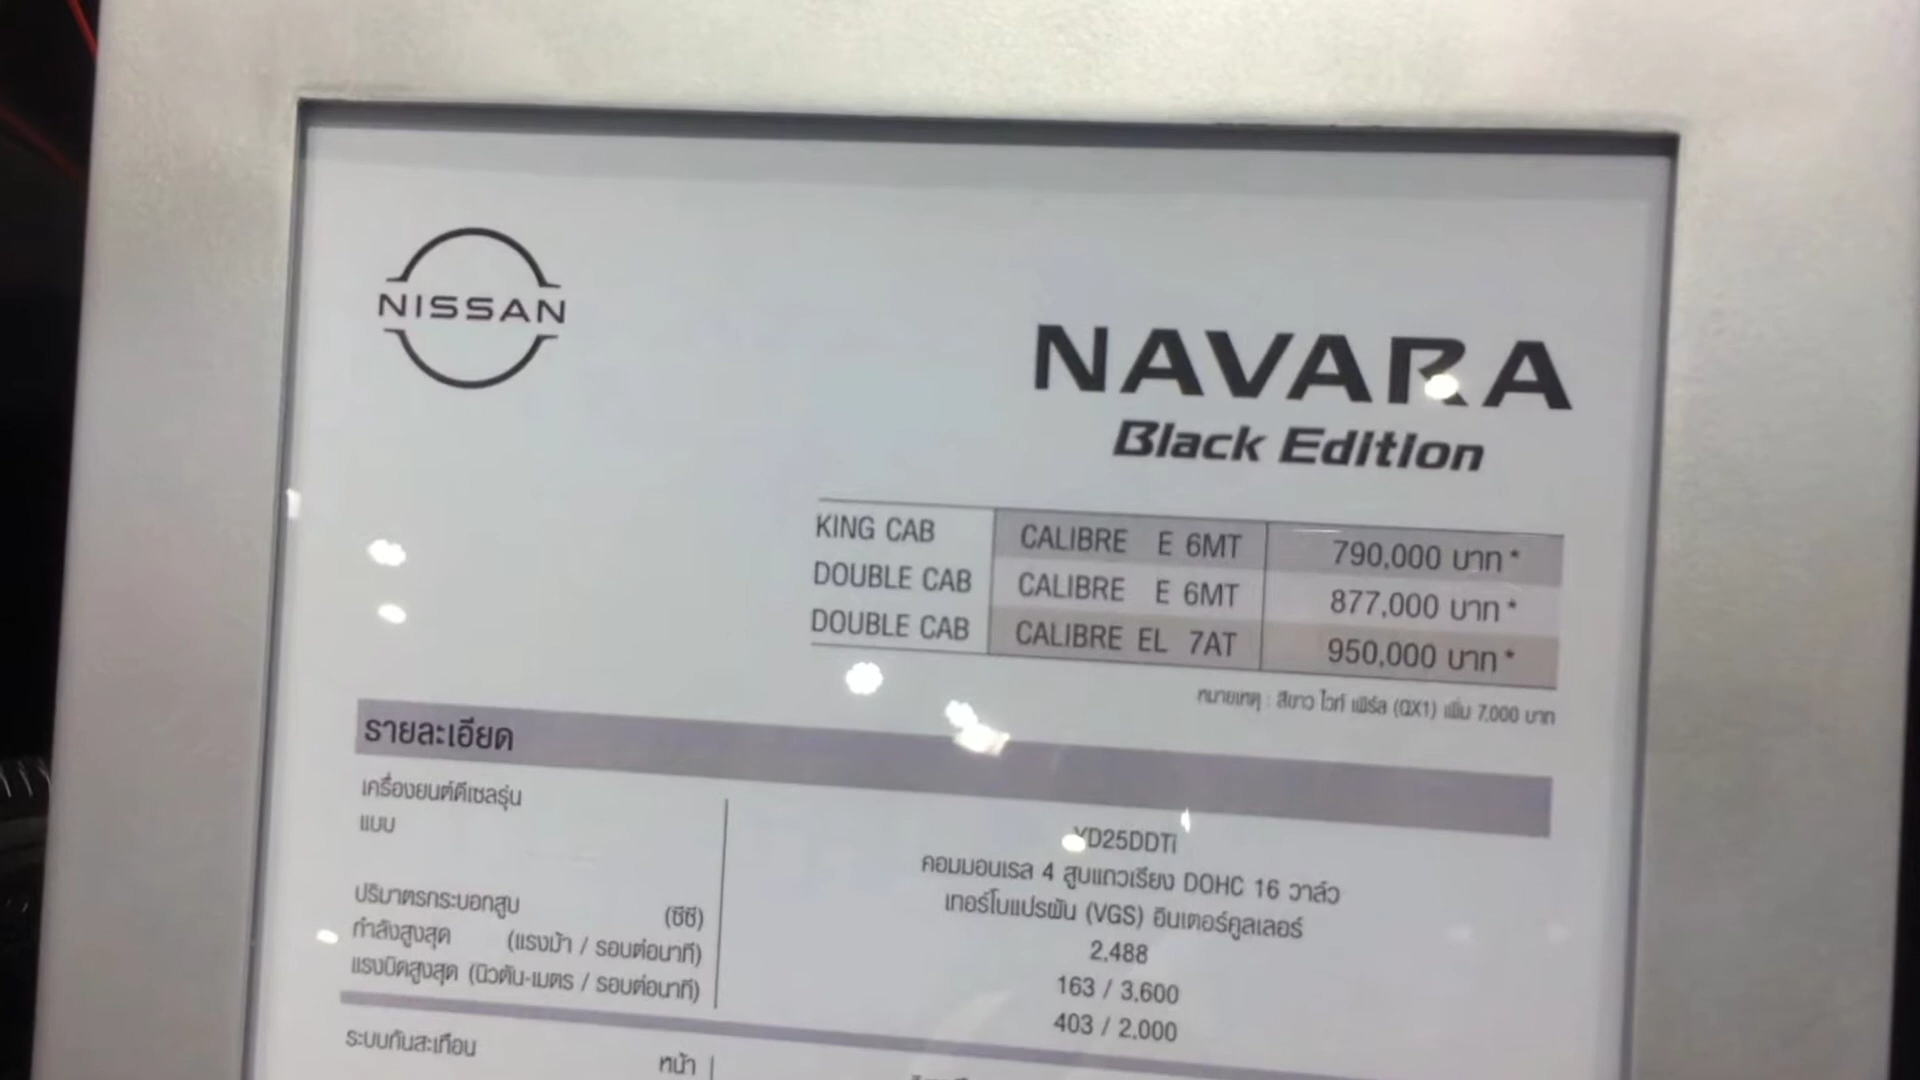 NISSAN
NAVARA
Black Edition
KING CAB CALIBRE E 6MT 790,000 บาท*
DOUBLE CAB CALIBRE E 6MT 877,000 บาท*
DOUBLE CAB CALIBRE EL 7AT 950,000 บาท*
หมายเหตุ : สีขาว ไวท์ เพิร์ล (QX1) เพิ่ม 7,000 บาท
รายละเอียด
เครื่องยนต์ดีเซลรุ่น YD25DDTi
แบบ คอมมอนเรล 4 สูบแถวเรียง DOHC 16 วาล์ว
เทอร์โบแปรผัน (VGS) อินเตอร์คูลเลอร์
ปริมาตรกระบอกสูบ (ซีซี) 2,488
กำลังสูงสุด (แรงม้า / รอบต่อนาที) 163 / 3,600
แรงบิดสูงสุด (นิวตัน-เมตร / รอบต่อนาที) 403 / 2,000
ระบบกันสะเทือน หน้า